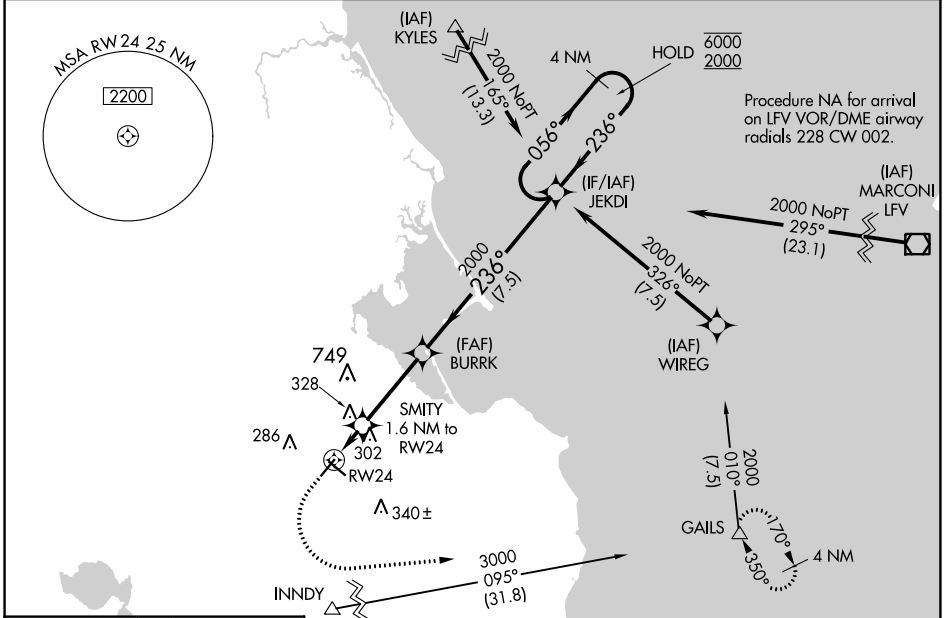 MSA RW24 25 NM
2200
(IAF)
KYLES
2000 NoPT
165°
(13.3)
4 NM
HOLD
6000
2000
056°
236°
Procedure NA for arrival
on LFV VOR/DME airway
radials 228 CW 002.
(IF/IAF)
JEKDI
(IAF)
MARCONI
LFV
2000 NoPT
295°
(23.1)
2000 NoPT
326°
(7.5)
2000
236°
(7.5)
(IAF)
WIREG
(FAF)
BURRK
749
328
SMITY
1.6 NM to
RW24
286
302
RW24
340±
2000
010°
(7.5)
GAILS
170°
350°
4 NM
3000
095°
(31.8)
INNDY